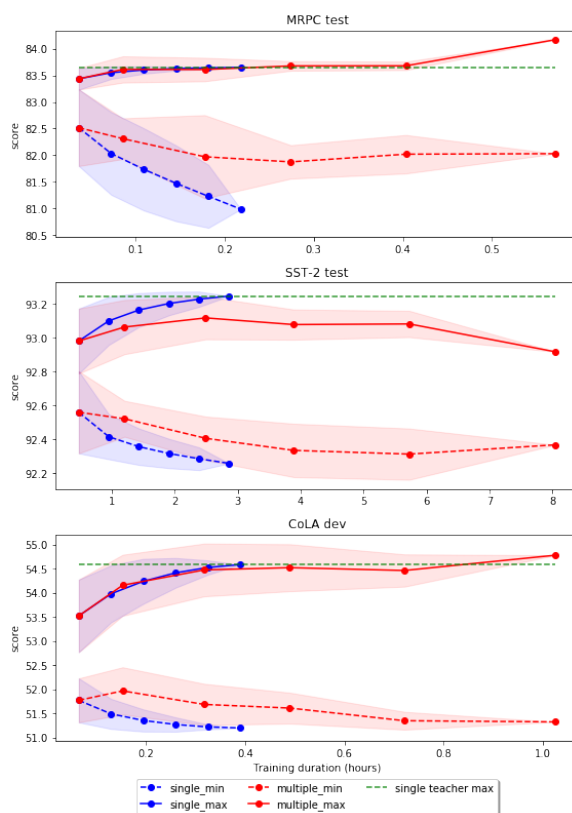 MRPC test
84.0
83.5
83.0
82.5
82.0
81.5
81.0
80.5
score
0.1 0.2 0.3 0.4 0.5
SST-2 test
93.2
93.0
92.8
92.6
92.4
92.2
score
1 2 3 4 5 6 7 8
CoLA dev
55.0
54.5
54.0
53.5
53.0
52.5
52.0
51.5
51.0
score
0.2 0.4 0.6 0.8 1.0
Training duration (hours)
single_min multiple_min single teacher max
single_max multiple_max